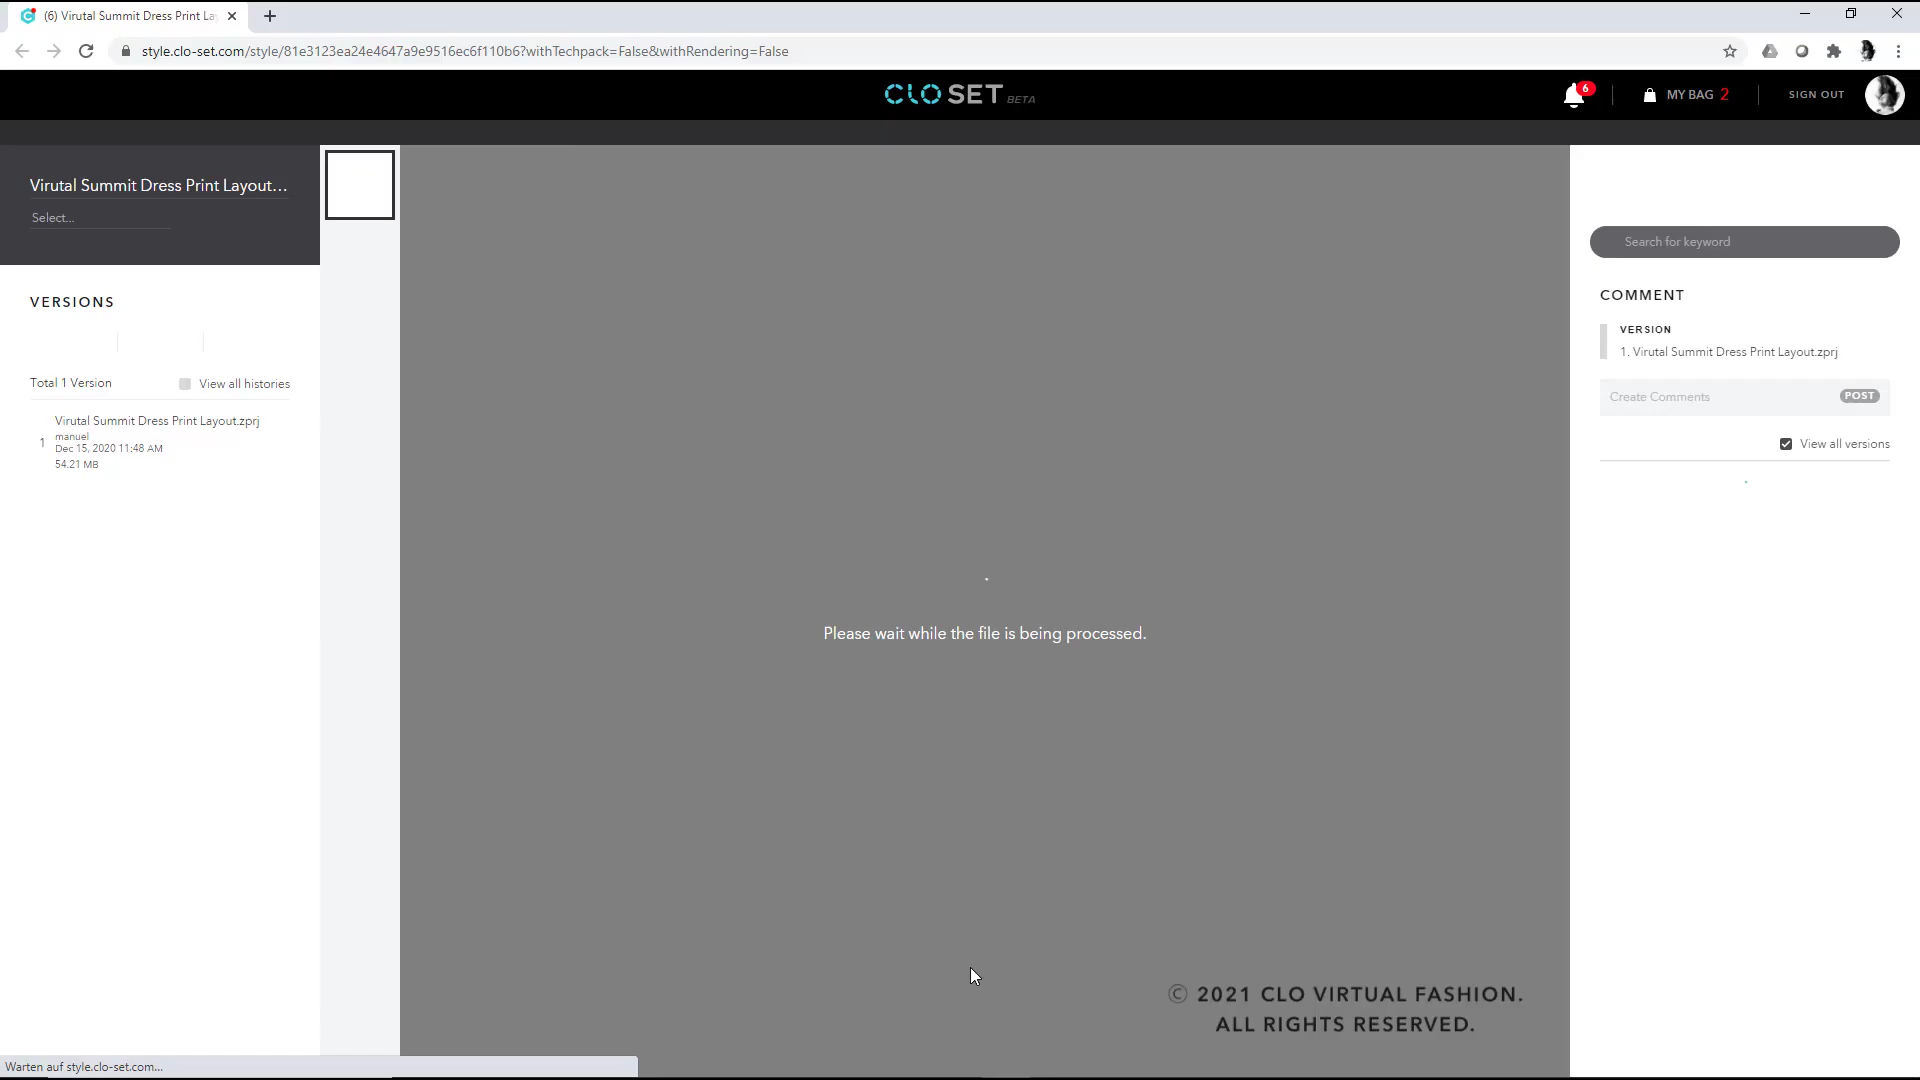 (6) Virutal Summit Dress Print La
style.clo-set.com/style/81e3123ea24e4647a9e9516ec6f110b6?withTechpack=False&withRendering=False
CLO SET BETA
6
MY BAG 2
SIGN OUT
Virutal Summit Dress Print Layout...
Select...
VERSIONS
Total 1 Version
View all histories
1
Virutal Summit Dress Print Layout.zprj
manuel
Dec 15, 2020 11:48 AM
54.21 MB
Please wait while the file is being processed.
© 2021 CLO VIRTUAL FASHION.
ALL RIGHTS RESERVED.
Search for keyword
COMMENT
VERSION
1. Virutal Summit Dress Print Layout.zprj
Create Comments
POST
View all versions
Warten auf style.clo-set.com...